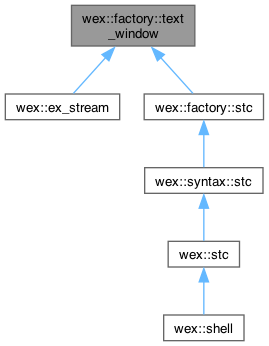 wex::factory::text
_window
wex::ex_stream
wex::factory::stc
wex::syntax::stc
wex::stc
wex::shell